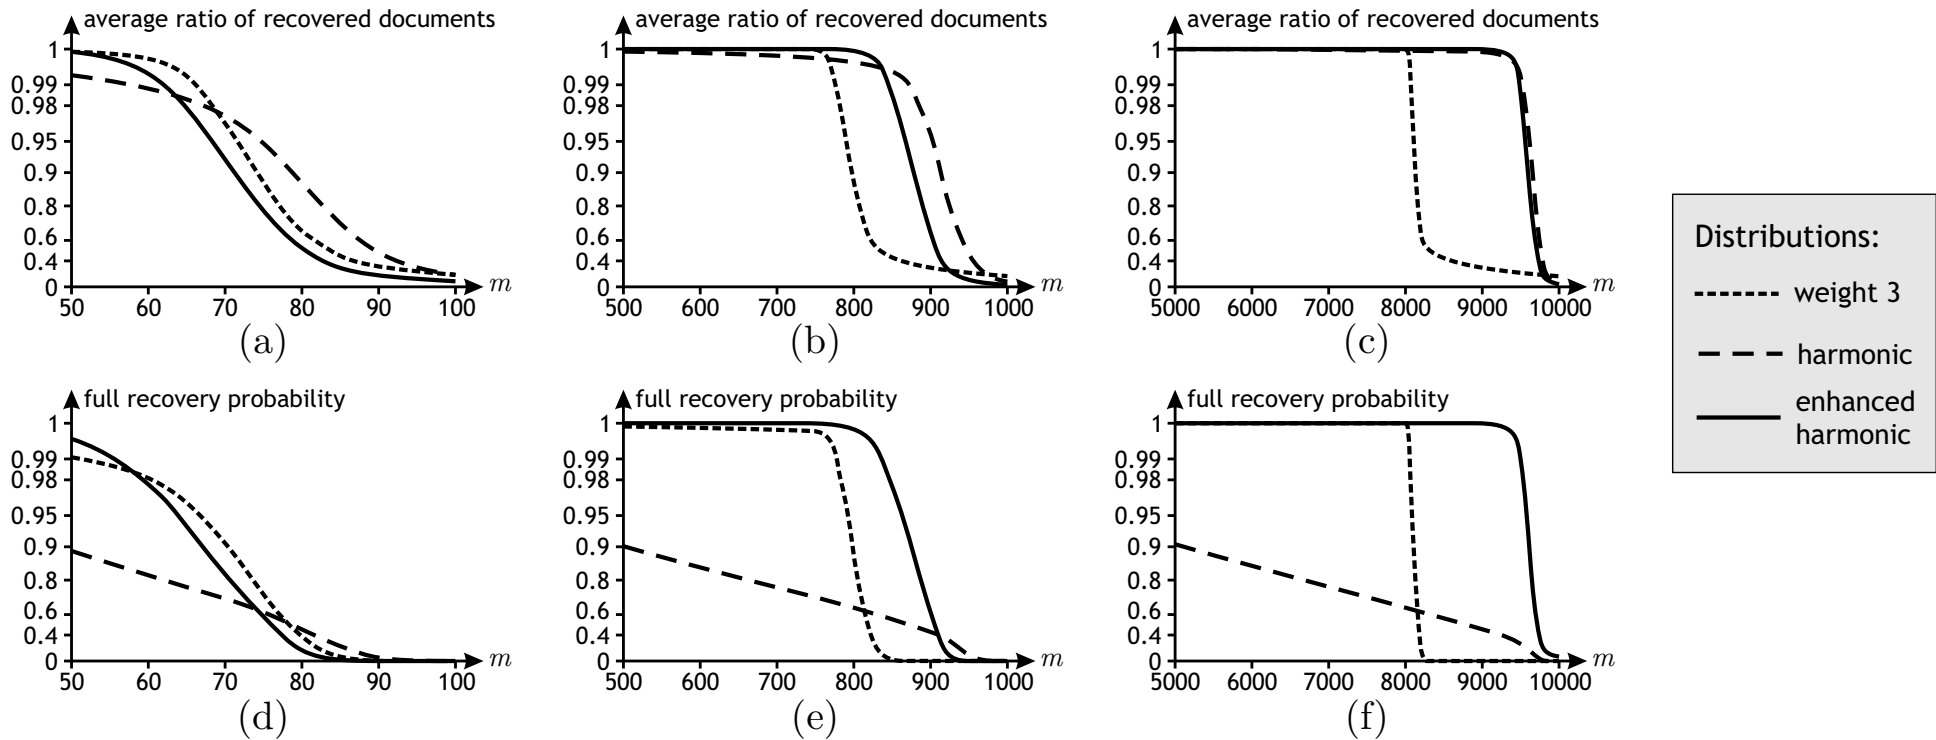 average ratio of recovered documents
1
0.99
0.98
0.95
0.9
0.8
0.6
0.4
0
50 60 70 80 90 100
m
(a)
average ratio of recovered documents
1
0.99
0.98
0.95
0.9
0.8
0.6
0.4
0
500 600 700 800 900 1000
m
(b)
average ratio of recovered documents
1
0.99
0.98
0.95
0.9
0.8
0.6
0.4
0
5000 6000 7000 8000 9000 10000
m
(c)
full recovery probability
1
0.99
0.98
0.95
0.9
0.8
0.6
0.4
0
50 60 70 80 90 100
m
(d)
full recovery probability
1
0.99
0.98
0.95
0.9
0.8
0.6
0.4
0
500 600 700 800 900 1000
m
(e)
full recovery probability
1
0.99
0.98
0.95
0.9
0.8
0.6
0.4
0
5000 6000 7000 8000 9000 10000
m
(f)
Distributions:
weight 3
harmonic
enhanced
harmonic